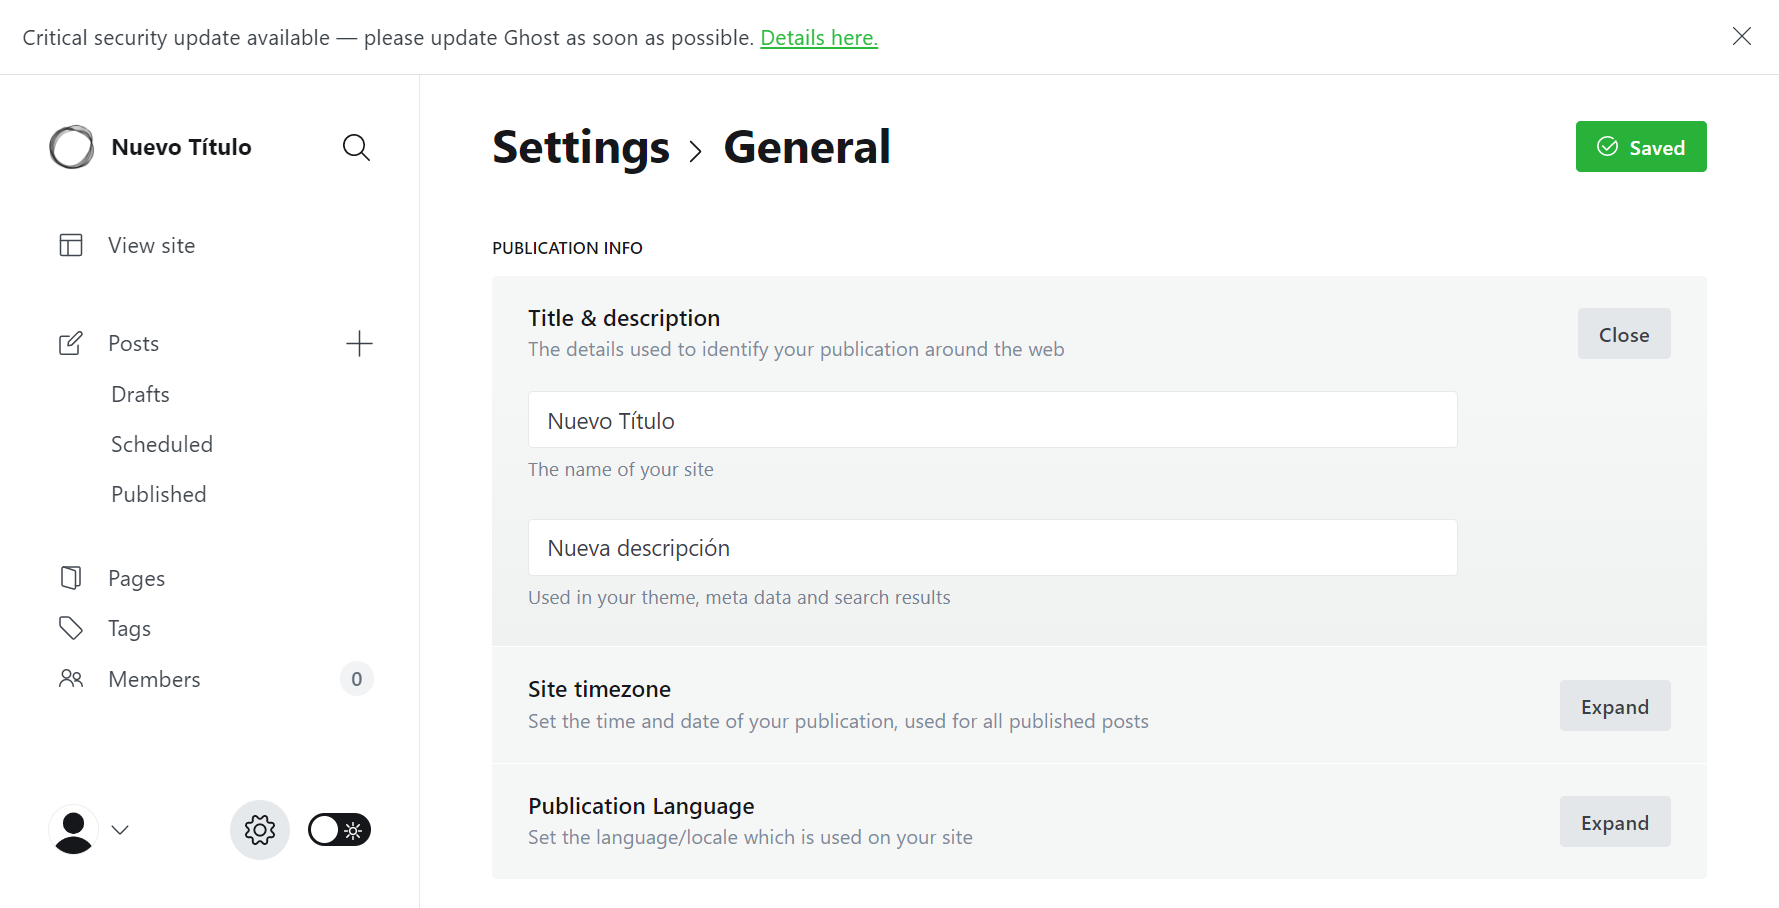 Critical security update available — please update Ghost as soon as possible. Details here.
Nuevo Título
View site
Posts
Drafts
Scheduled
Published
Pages
Tags
Members
0
Settings > General
Saved
PUBLICATION INFO
Title & description
The details used to identify your publication around the web
Close
Nuevo Título
The name of your site
Nueva descripción
Used in your theme, meta data and search results
Site timezone
Set the time and date of your publication, used for all published posts
Expand
Publication Language
Set the language/locale which is used on your site
Expand